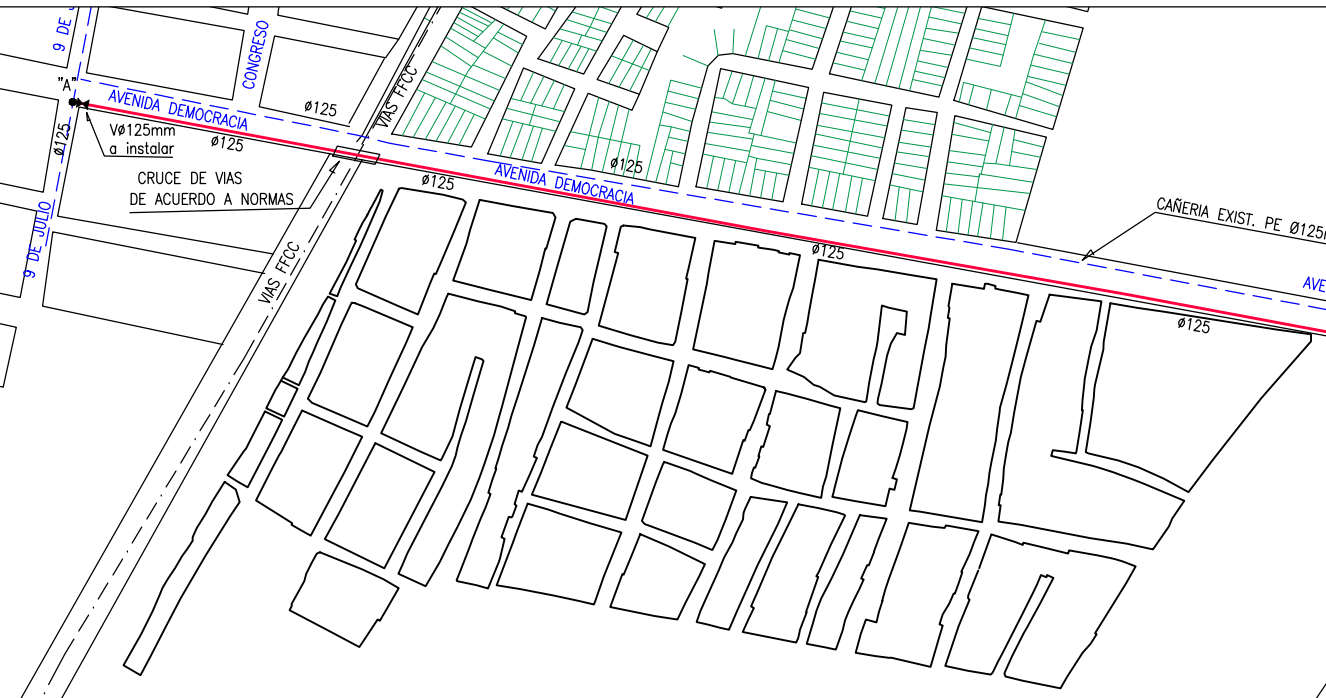 9 DE J
CONGRESO
"A"
AVENIDA DEMOCRACIA
Ø125
VIAS FFCC
VØ125mm
a instalar
Ø125
Ø125
Ø125
CRUCE DE VIAS
DE ACUERDO A NORMAS
Ø125
AVENIDA DEMOCRACIA
9 DE JULIO
VIAS FFCC
Ø125
CAÑERIA EXIST. PE Ø125
AVE
Ø125